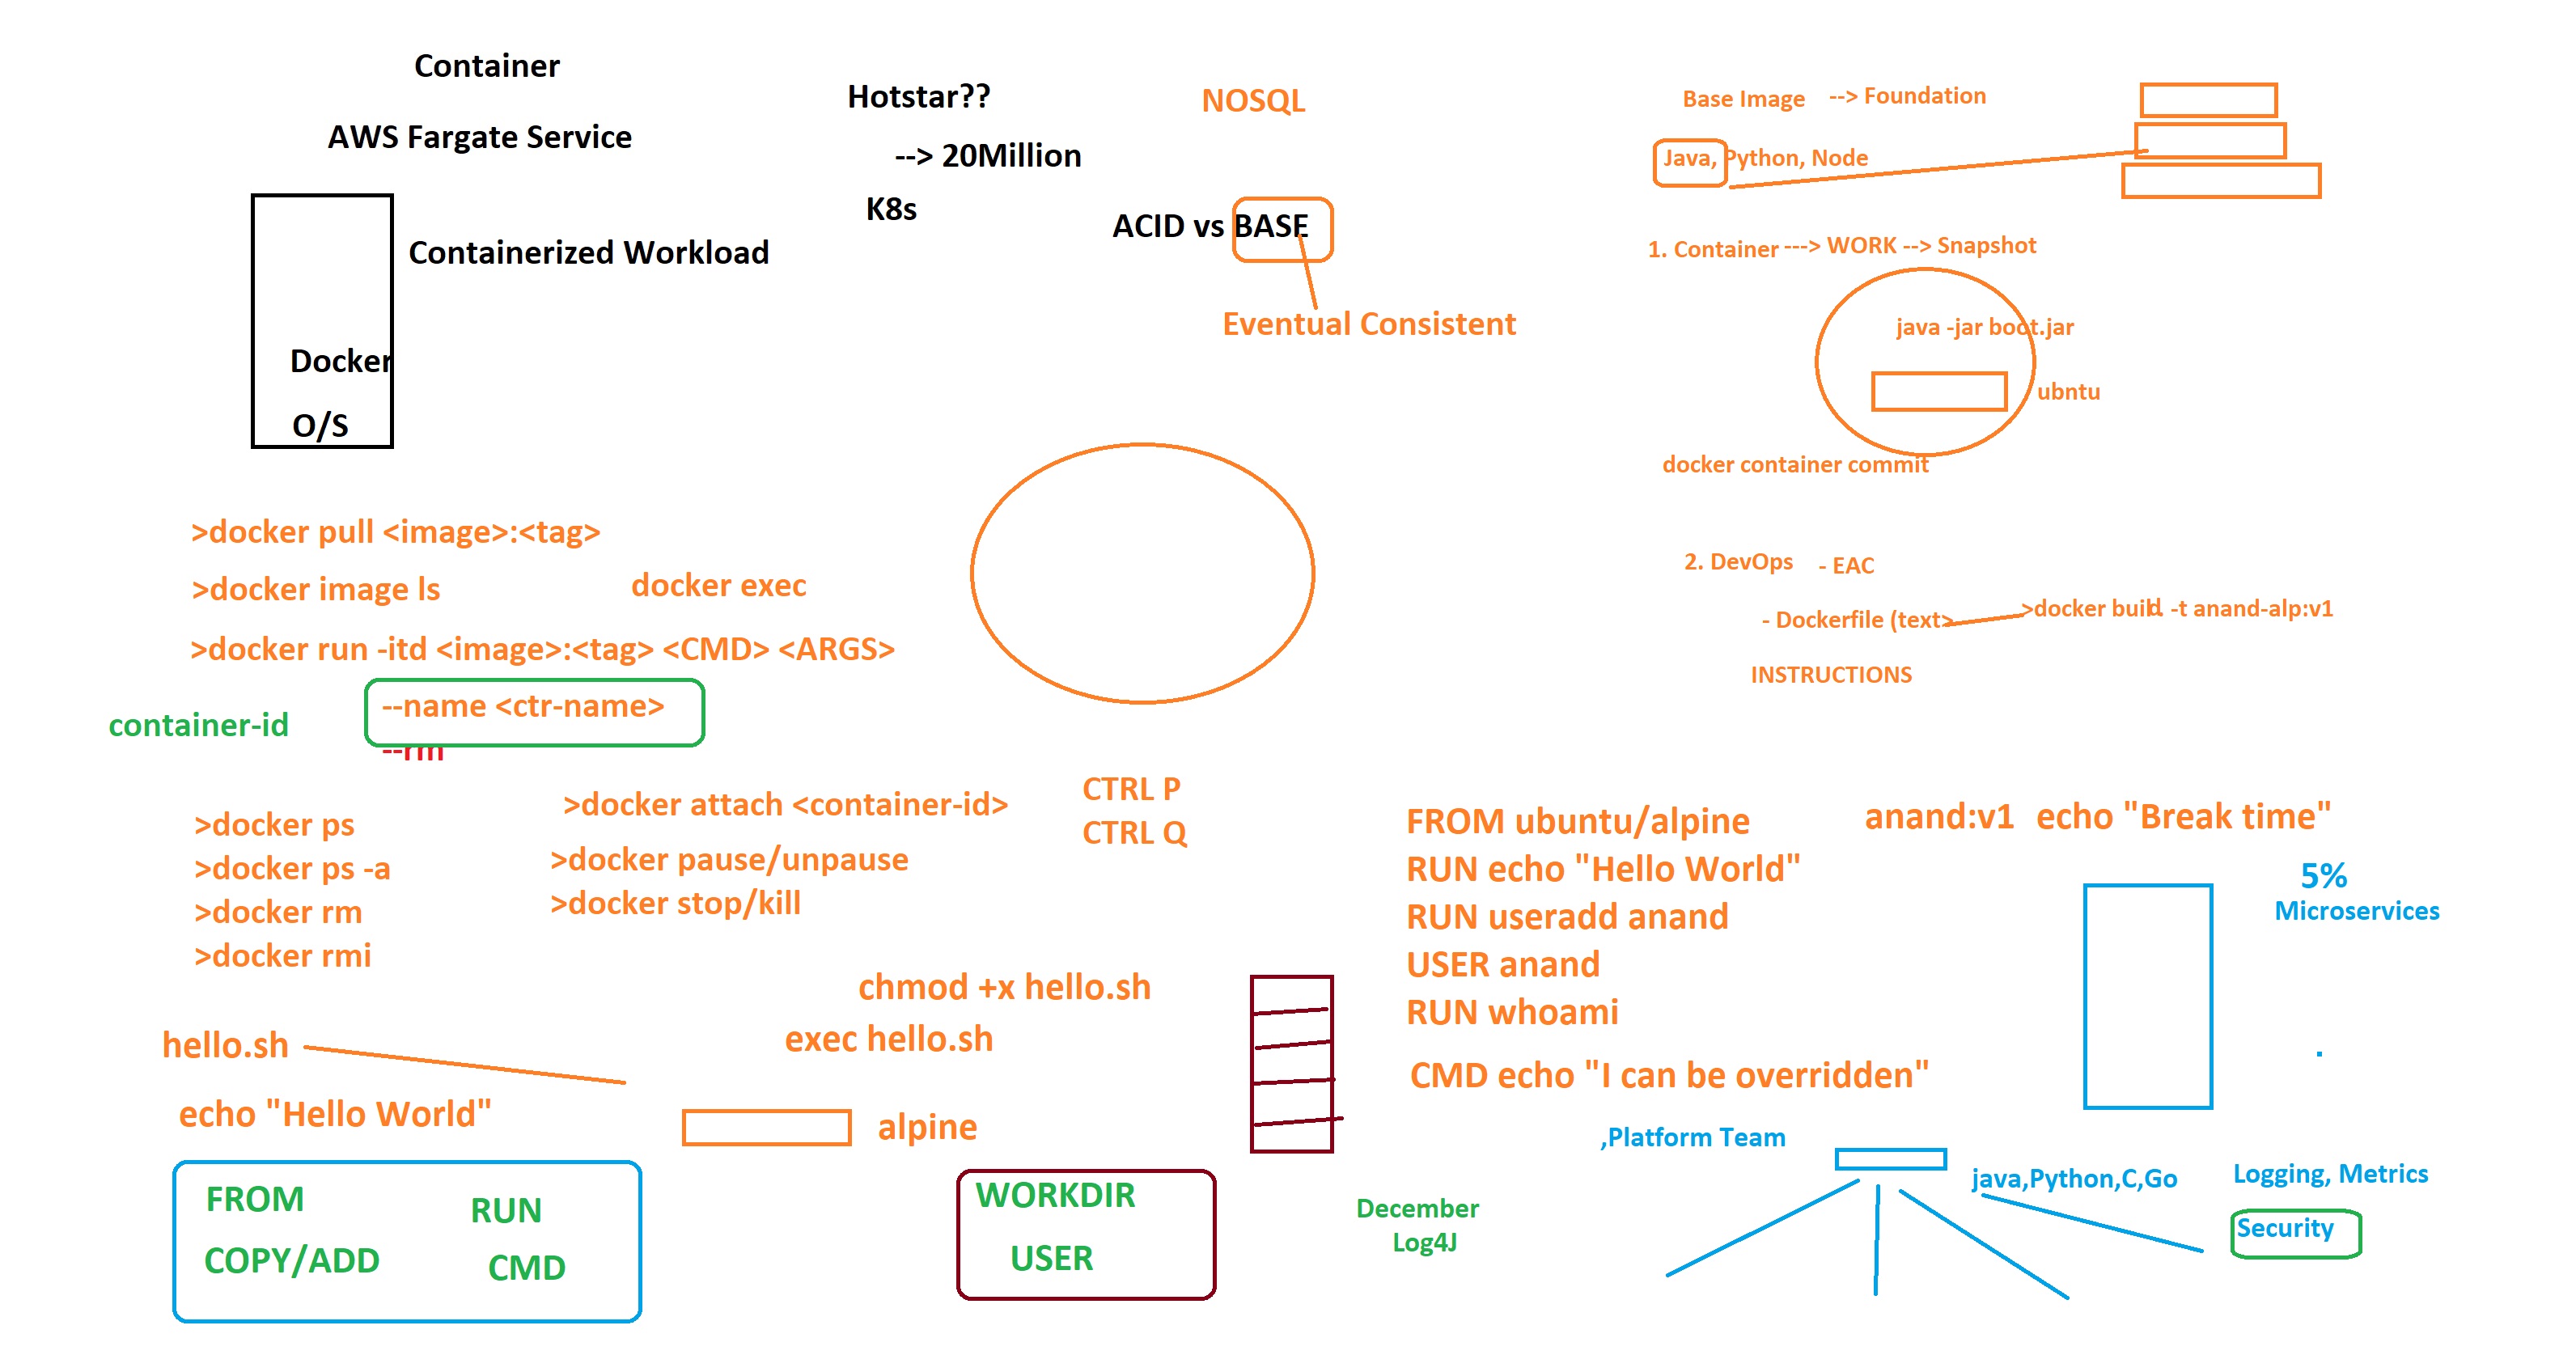 Container
AWS Fargate Service
Containerized Workload
Docker
O/S
Hotstar??
--> 20Million
K8s
NOSQL
ACID vs BASE
Eventual Consistent
Base Image --> Foundation
Java, Python, Node
1. Container ---> WORK --> Snapshot
java -jar boot.jar
ubntu
docker container commit
2. DevOps - EAC
- Dockerfile (text>
>docker build. -t anand-alp:v1
INSTRUCTIONS
>docker pull <image>:<tag>
>docker image ls
docker exec
>docker run -itd <image>:<tag> <CMD> <ARGS>
--name <ctr-name>
container-id
--rm
>docker ps
>docker ps -a
>docker rm
>docker rmi
>docker attach <container-id>
>docker pause/unpause
>docker stop/kill
CTRL P
CTRL Q
hello.sh
echo "Hello World"
chmod +x hello.sh
exec hello.sh
alpine
FROM
RUN
COPY/ADD
CMD
WORKDIR
USER
FROM ubuntu/alpine
RUN echo "Hello World"
RUN useradd anand
USER anand
RUN whoami
CMD echo "I can be overridden"
anand:v1 echo "Break time"
5%
Microservices
.
,Platform Team
java,Python,C,Go
Logging, Metrics
Security
December
Log4J